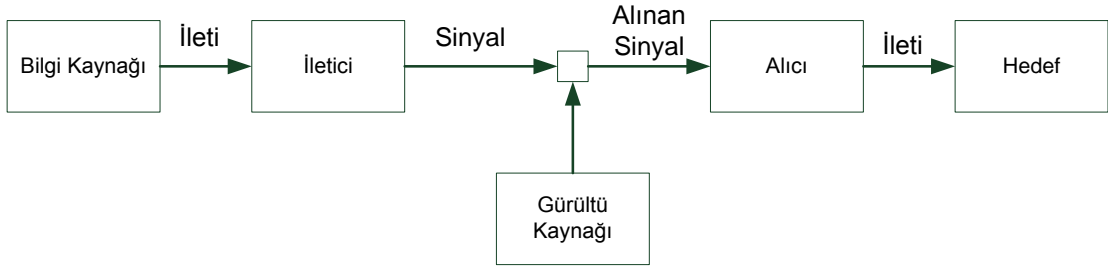 Bilgi Kaynağı
İleti
İletici
Sinyal
Alınan
Sinyal
Alıcı
İleti
Hedef
Gürültü
Kaynağı